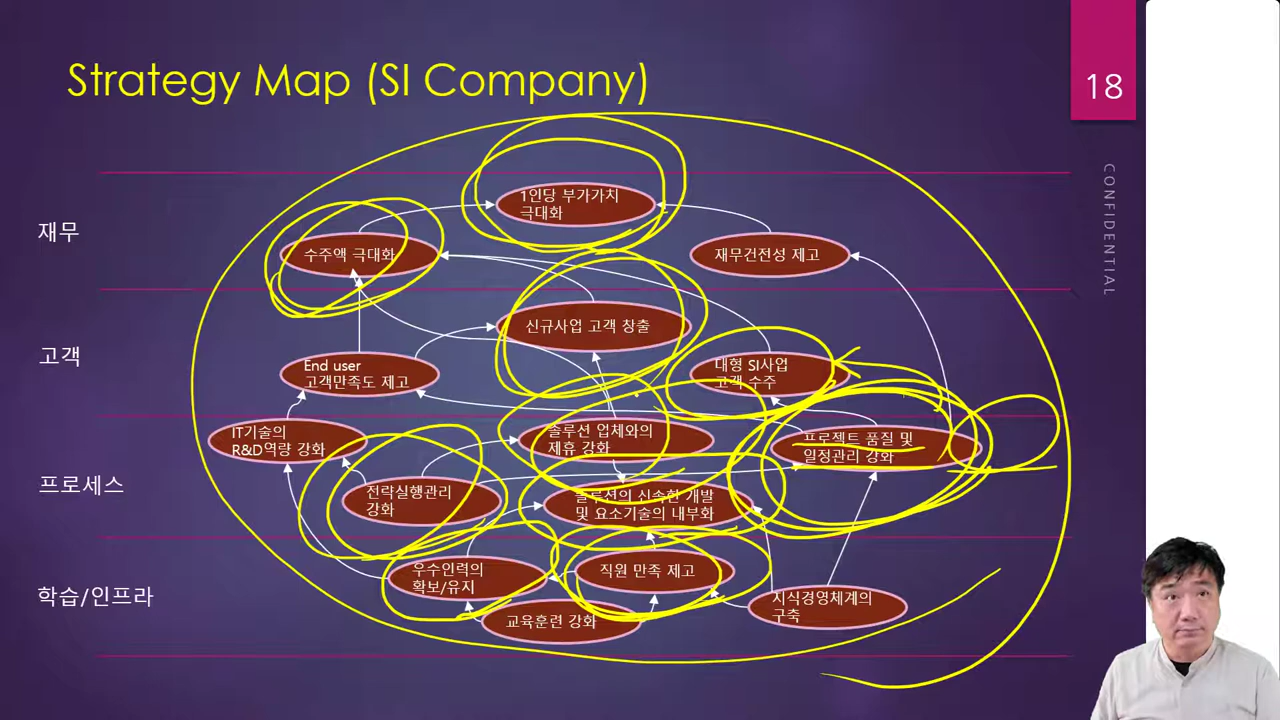 Strategy Map (SI Company)
18
CONFIDENTIAL
재무
1인당 부가가치
극대화
수주액 극대화
재무건전성 제고
고객
신규사업 고객 창출
End user
고객만족도 제고
대형 SI사업
고객 수주
프로세스
IT기술의
R&D역량 강화
솔루션 업체와의
제휴 강화
프로젝트 품질 및
일정관리 강화
전략실행관리
강화
솔루션의 신속한 개발
및 요소기술의 내부화
학습/인프라
우수인력의
확보/유지
직원 만족 제고
교육훈련 강화
지식경영체계의
구축